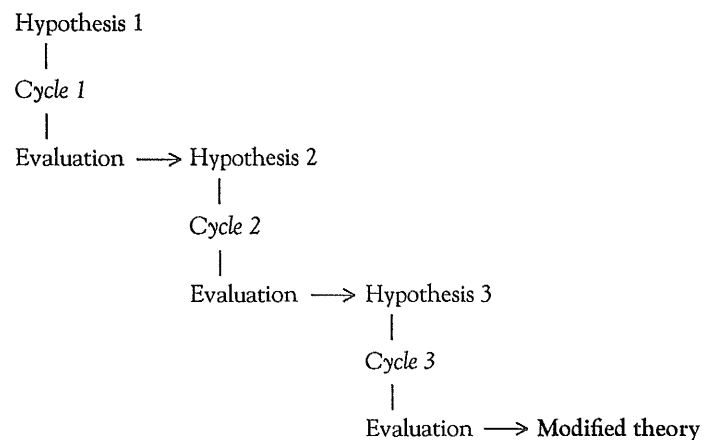 Hypothesis 1
Cycle 1
Evaluation → Hypothesis 2
Cycle 2
Evaluation → Hypothesis 3
Cycle 3
Evaluation → Modified theory